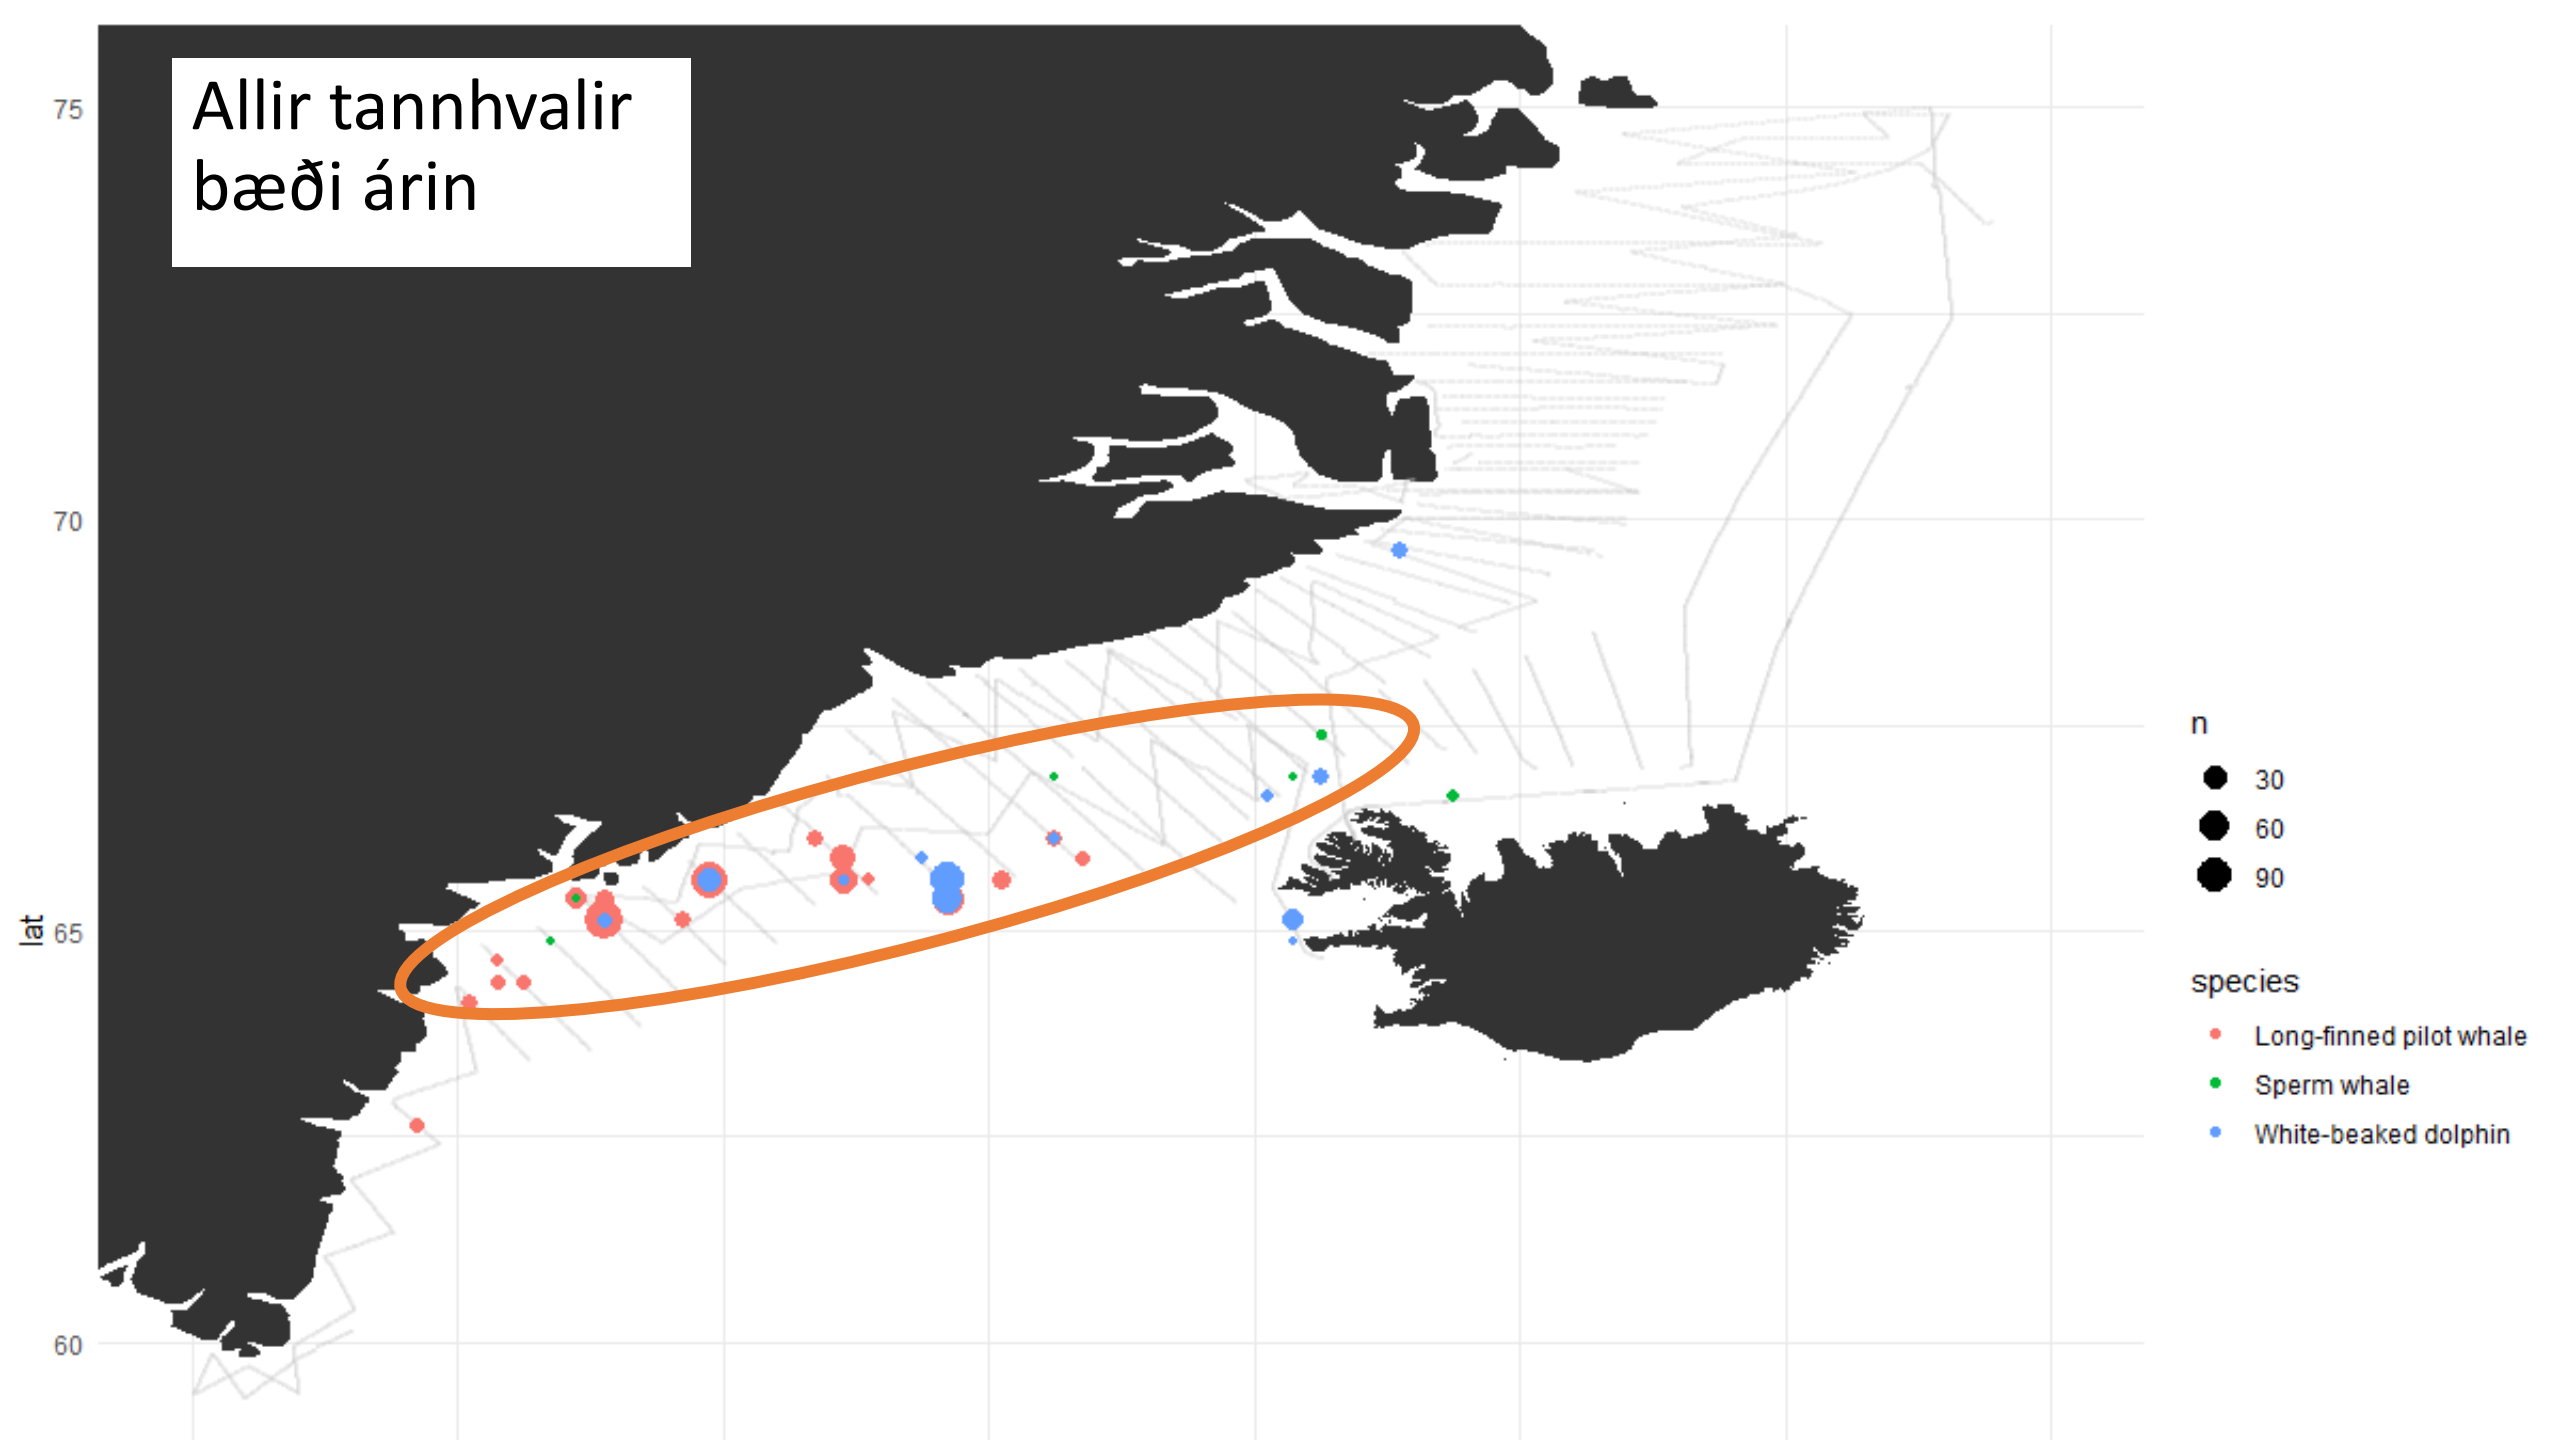 Allir tannhvalir
bæði árin
75
70
65
60
lat
n
30
60
90
species
Long-finned pilot whale
Sperm whale
White-beaked dolphin